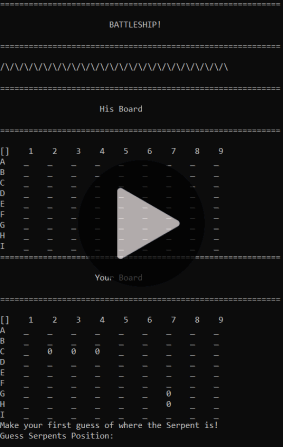 ============================================================
BATTLESHIP!
============================================================
/\/\/\/\/\/\/\/\/\/\/\/\/\/\/\/\/\/\/\/\/\/\/\/\
============================================================
His Board
============================================================
[] 1 2 3 4 5 6 7 8 9
A _ _ _ _ _ _ _ _ _
B _ _ _ _ _ _ _ _ _
C _ _ _ _ _ _ _ _ _
D _ _ _ _ _ _ _ _ _
E _ _ _ _ _ _ _ _ _
F _ _ _ _ _ _ _ _ _
G _ _ _ _ _ _ _ _ _
H _ _ _ _ _ _ _ _ _
I _ _ _ _ _ _ _ _ _
============================================================
Your Board
============================================================
[] 1 2 3 4 5 6 7 8 9
A _ _ _ _ _ _ _ _ _
B _ _ _ _ _ _ _ _ _
C _ 0 0 0 _ _ _ _ _
D _ _ _ _ _ _ _ _ _
E _ _ _ _ _ _ _ _ _
F _ _ _ _ _ _ _ _ _
G _ _ _ _ _ _ 0 _ _
H _ _ _ _ _ _ 0 _ _
I _ _ _ _ _ _ _ _ _
Make your first guess of where the Serpent is!
Guess Serpents Position: